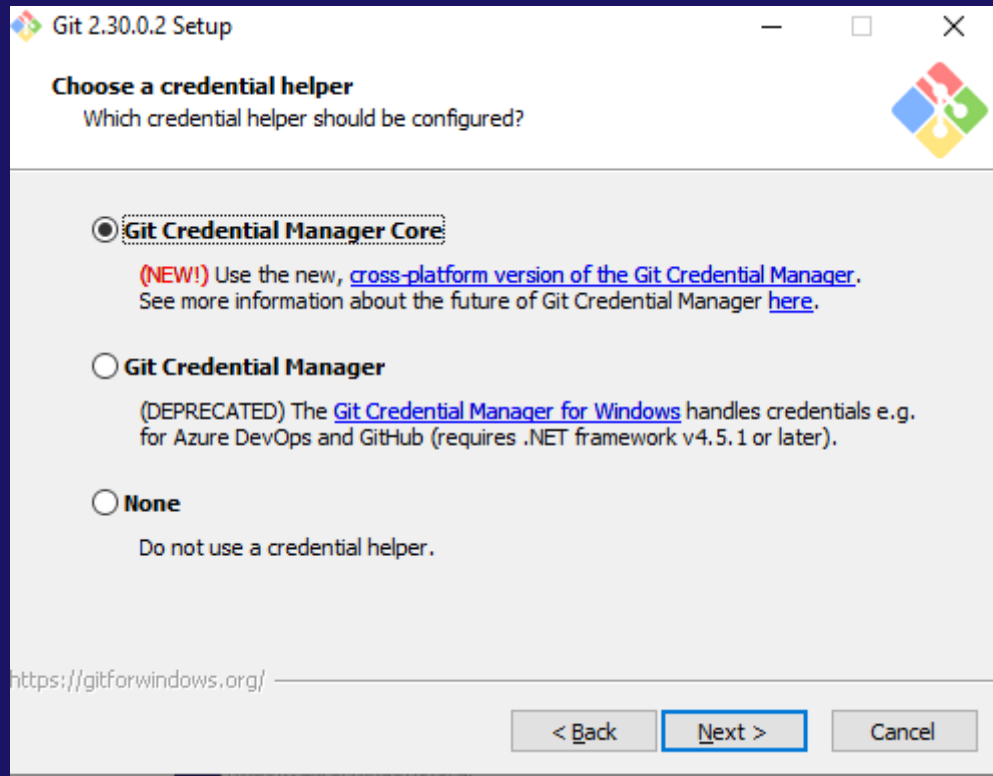 Git 2.30.0.2 Setup
Choose a credential helper
Which credential helper should be configured?
Git Credential Manager Core
(NEW!) Use the new, cross-platform version of the Git Credential Manager.
See more information about the future of Git Credential Manager here.
Git Credential Manager
(DEPRECATED) The Git Credential Manager for Windows handles credentials e.g.
for Azure DevOps and GitHub (requires .NET framework v4.5.1 or later).
None
Do not use a credential helper.
https://gitforwindows.org/
< Back Next > Cancel